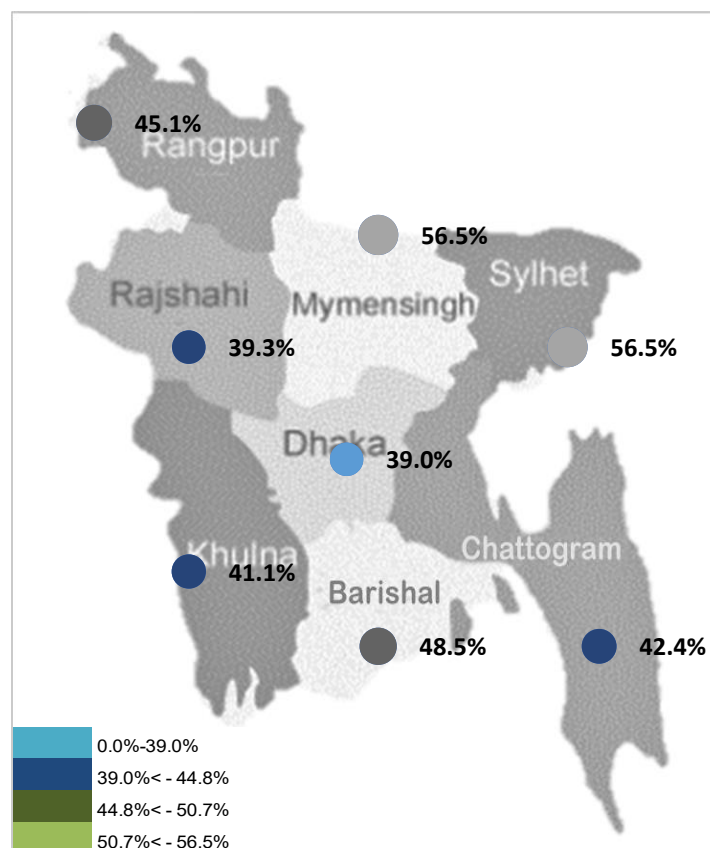 45.1%
Rangpur
56.5%
Sylhet
Rajshahi
Mymensingh
39.3%
56.5%
Dhaka
39.0%
Khulna
Chattogram
41.1%
Barishal
48.5%
42.4%
0.0%-39.0%
39.0%< - 44.8%
44.8%< - 50.7%
50.7%< - 56.5%